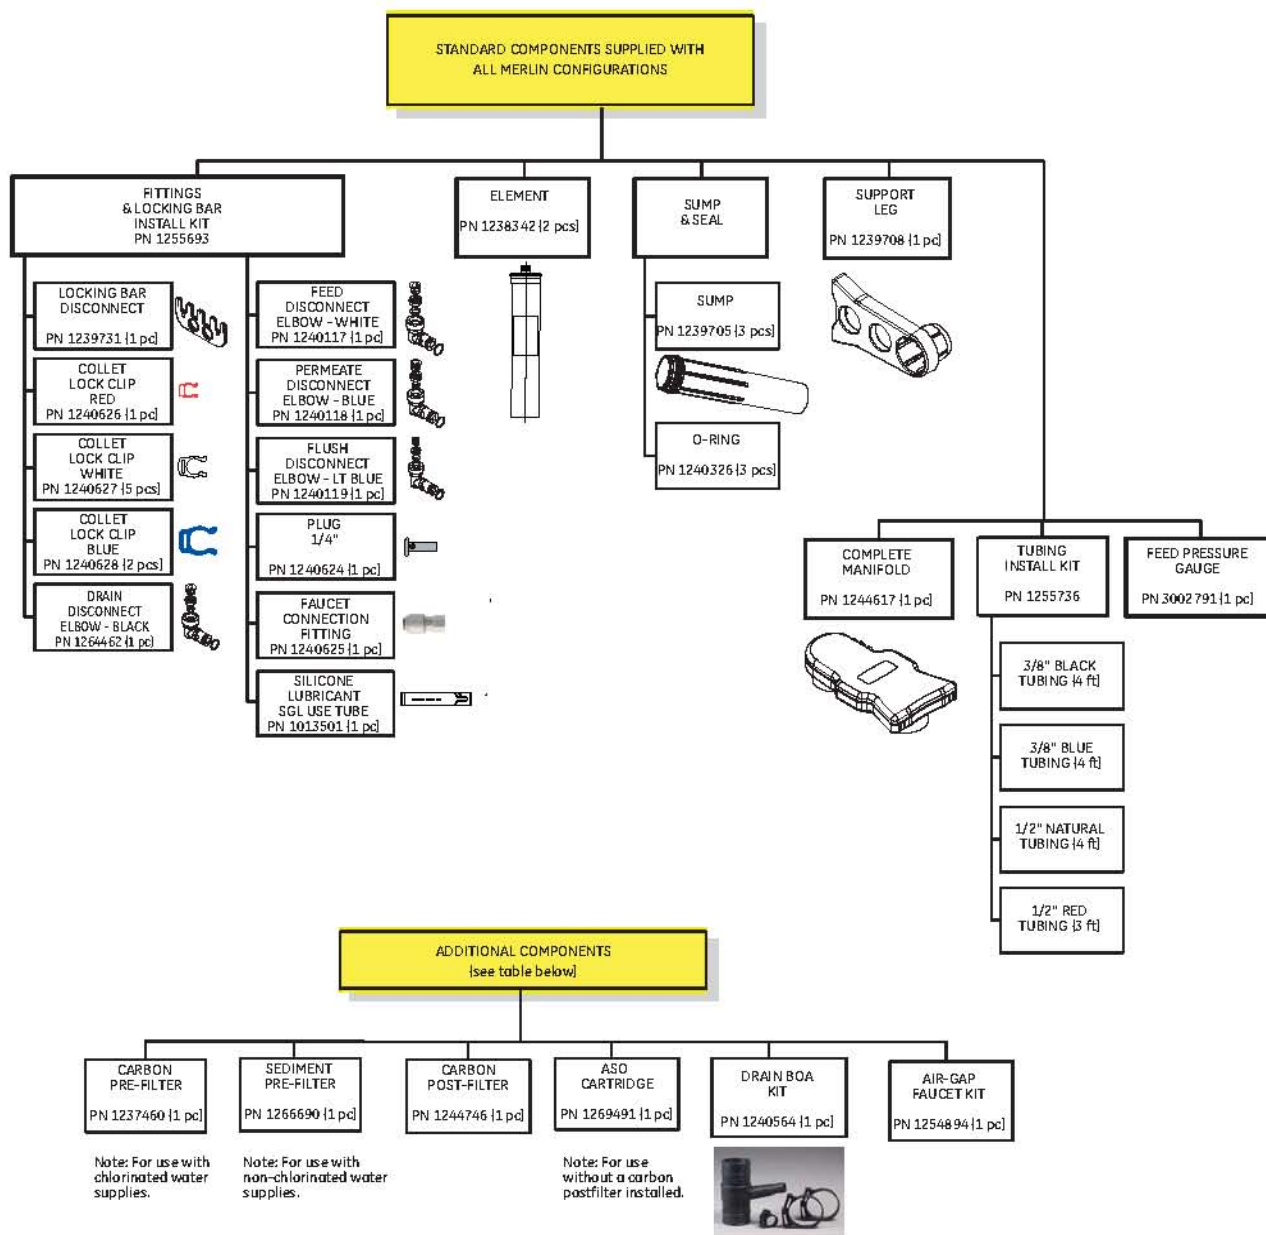 STANDARD COMPONENTS SUPPLIED WITH
ALL MERLIN CONFIGURATIONS
FITTINGS
& LOCKING BAR
INSTALL KIT
PN 1255693
ELEMENT
PN 1238342 (2 pcs)
SUMP
& SEAL
SUPPORT
LEG
PN 1239708 (1 pc)
LOCKING BAR
DISCONNECT
PN 1239731 (1 pc)
COLLET
LOCK CLIP
RED
PN 1240626 (1 pc)
COLLET
LOCK CLIP
WHITE
PN 1240627 (5 pcs)
COLLET
LOCK CLIP
BLUE
PN 1240628 (2 pcs)
DRAIN
DISCONNECT
ELBOW - BLACK
PN 1264462 (1 pc)
FEED
DISCONNECT
ELBOW - WHITE
PN 1240117 (1 pc)
PERMEATE
DISCONNECT
ELBOW - BLUE
PN 1240118 (1 pc)
FLUSH
DISCONNECT
ELBOW - LT BLUE
PN 1240119 (1 pc)
PLUG
1/4"
PN 1240624 (1 pc)
FAUCET
CONNECTION
FITTING
PN 1240625 (1 pc)
SILICONE
LUBRICANT
SGL USE TUBE
PN 1013501 (1 pc)
SUMP
PN 1239705 (3 pcs)
O-RING
PN 1240326 (3 pcs)
COMPLETE
MANIFOLD
PN 1244617 (1 pc)
TUBING
INSTALL KIT
PN 1255736
FEED PRESSURE
GAUGE
PN 3002791 (1 pc)
3/8" BLACK
TUBING (4 ft)
3/8" BLUE
TUBING (4 ft)
1/2" NATURAL
TUBING (4 ft)
1/2" RED
TUBING (3 ft)
ADDITIONAL COMPONENTS
(see table below)
CARBON
PRE-FILTER
PN 1237460 (1 pc)
Note: For use with
chlorinated water
supplies.
SEDIMENT
PRE-FILTER
PN 1266690 (1 pc)
Note: For use with
non-chlorinated water
supplies.
CARBON
POST-FILTER
PN 1244746 (1 pc)
ASO
CARTRIDGE
PN 1269491 (1 pc)
Note: For use
without a carbon
postfilter installed.
DRAIN BOA
KIT
PN 1240564 (1 pc)
AIR-GAP
FAUCET KIT
PN 1254894 (1 pc)